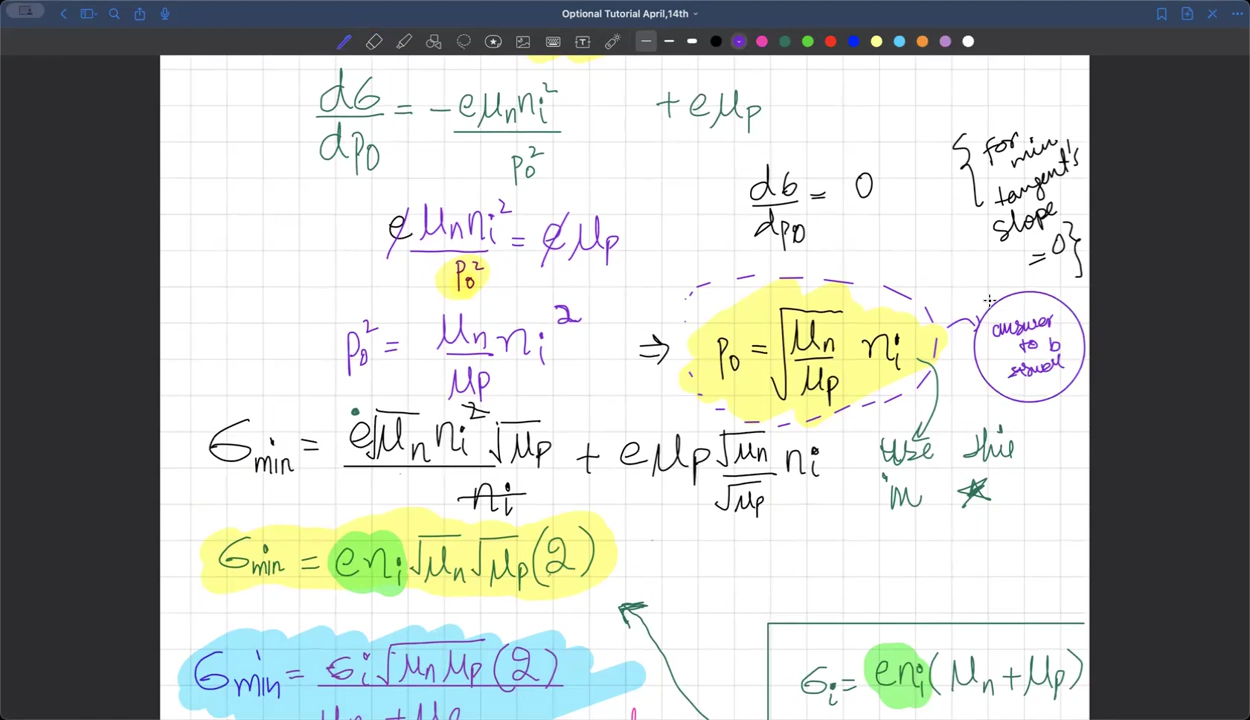 Optional Tutorial April,14th
dσ/dp₀ = -eμₙnᵢ²/p₀² + eμₚ
{ for min tangent's slope = 0 }
dσ/dp₀ = 0
eμₙnᵢ²/p₀² = eμₚ
p₀² = μₙ/μₚ nᵢ² ⇒ p₀ = √(μₙ/μₚ) nᵢ
answer
to b
σmin = e√μₙ nᵢ² √μₚ / nᵢ + eμₚ √μₙ/√μₚ nᵢ
use this
in ★
σmin = enᵢ√μₙ√μₚ(2)
σmin = σᵢ√μₙμₚ(2) / μₙ+μₚ
σᵢ = enᵢ(μₙ+μₚ)